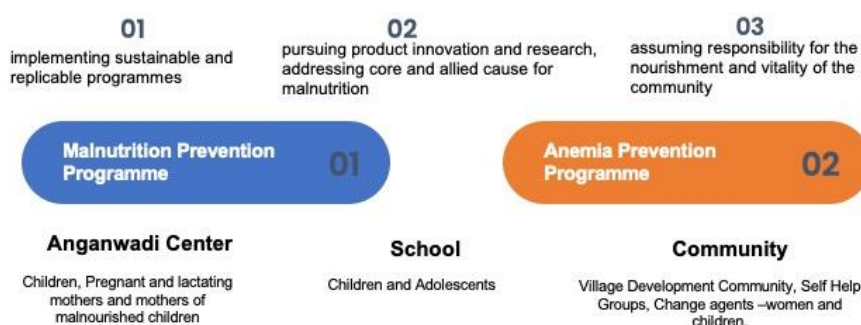 01
implementing sustainable and
replicable programmes
02
pursuing product innovation and research,
addressing core and allied cause for
malnutrition
03
assuming responsibility for the
nourishment and vitality of the
community
Malnutrition Prevention
Programme
01
Anemia Prevention
Programme
02
Anganwadi Center
Children, Pregnant and lactating
mothers and mothers of
malnourished children
School
Children and Adolescents
Community
Village Development Community, Self Help
Groups, Change agents –women and
children.